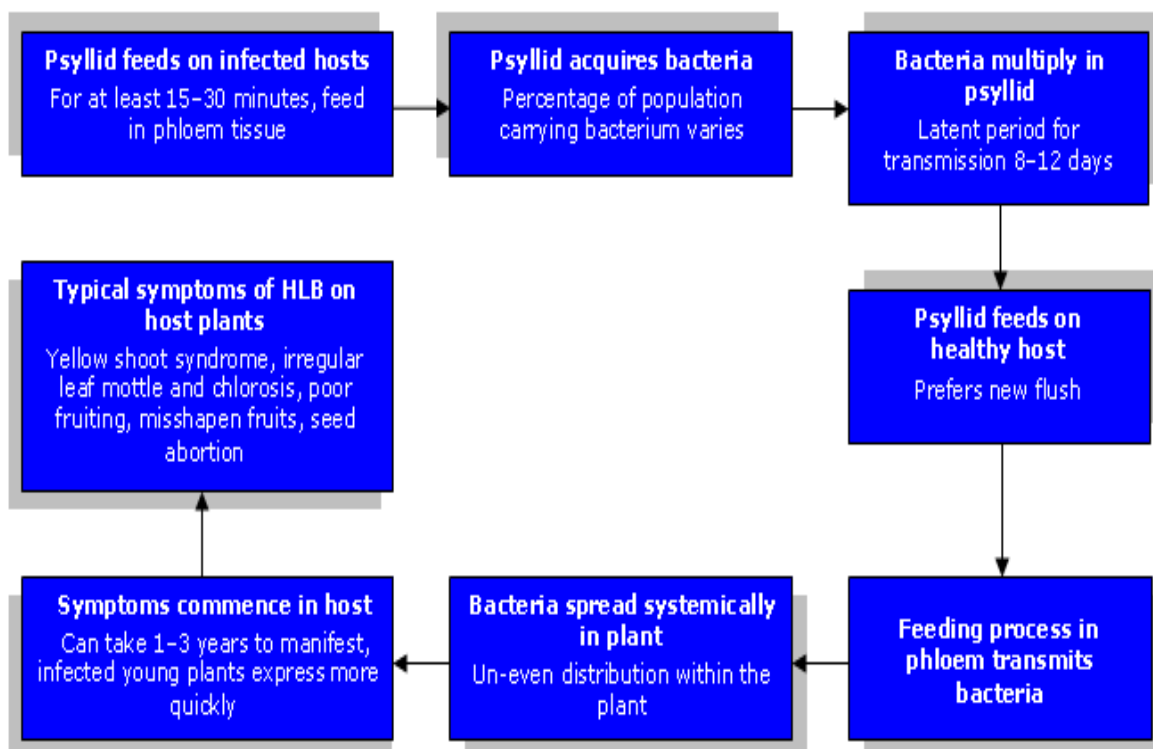 Psyllid feeds on infected hosts
For at least 15–30 minutes, feed
in phloem tissue
Psyllid acquires bacteria
Percentage of population
carrying bacterium varies
Bacteria multiply in
psyllid
Latent period for
transmission 8–12 days
Psyllid feeds on
healthy host
Prefers new flush
Feeding process in
phloem transmits
bacteria
Bacteria spread systemically
in plant
Un-even distribution within the
plant
Symptoms commence in host
Can take 1–3 years to manifest,
infected young plants express more
quickly
Typical symptoms of HLB on
host plants
Yellow shoot syndrome, irregular
leaf mottle and chlorosis, poor
fruiting, misshapen fruits, seed
abortion